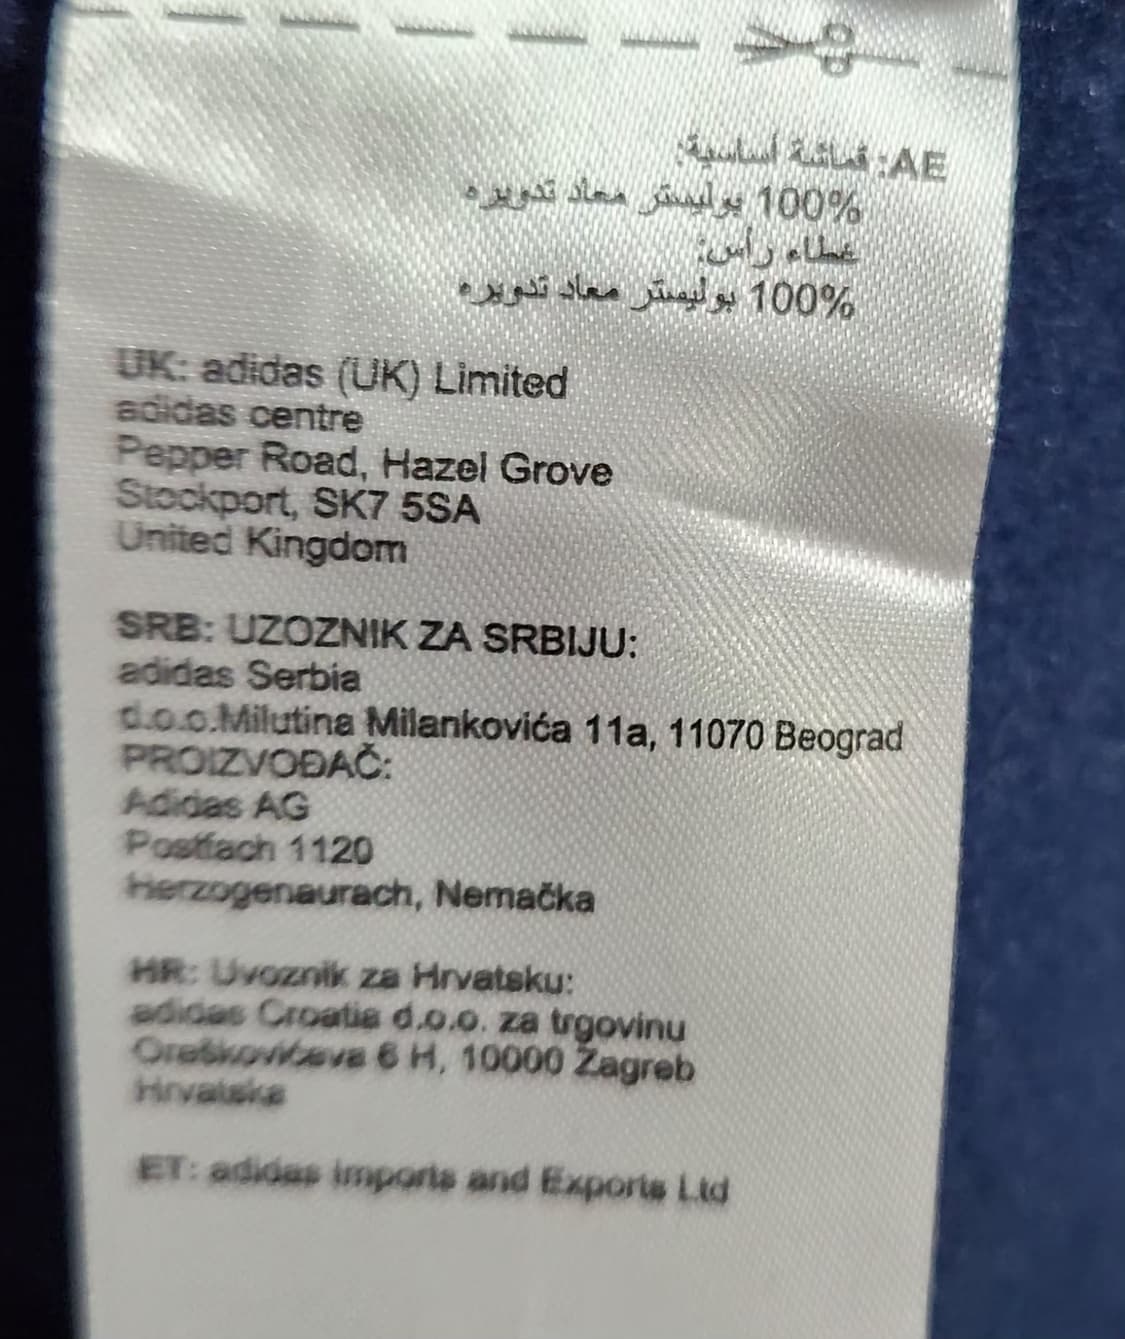 AE: قماشة أساسية:
100% بوليستر معاد تدويره
غطاء رأس:
100% بوليستر معاد تدويره
UK: adidas (UK) Limited
adidas centre
Pepper Road, Hazel Grove
Stockport, SK7 5SA
United Kingdom
SRB: UZOZNIK ZA SRBIJU:
adidas Serbia
d.o.o.Milutina Milankovića 11a, 11070 Beograd
PROIZVOĐAČ:
Adidas AG
Postfach 1120
Herzogenaurach, Nemačka
HR: Uvoznik za Hrvatsku:
adidas Croatia d.o.o. za trgovinu
Oreškovićeva 6 H, 10000 Zagreb
Hrvatska
ET: adidas imports and Exports Ltd